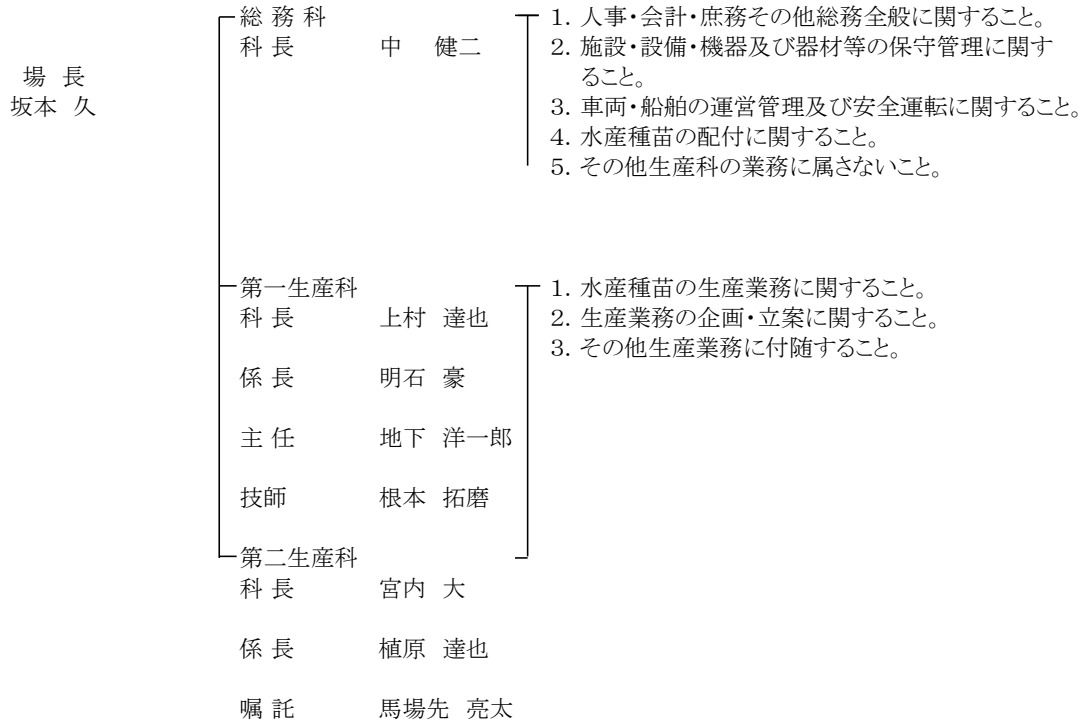 場 長
坂本 久
総 務 科
科 長 中 健二
1. 人事・会計・庶務その他総務全般に関すること。
2. 施設・設備・機器及び器材等の保守管理に関す
ること。
3. 車両・船舶の運営管理及び安全運転に関すること。
4. 水産種苗の配付に関すること。
5. その他生産科の業務に属さないこと。
第一生産科
科 長 上村 達也
係 長 明石 豪
主 任 地下 洋一郎
技師 根本 拓磨
1. 水産種苗の生産業務に関すること。
2. 生産業務の企画・立案に関すること。
3. その他生産業務に付随すること。
第二生産科
科 長 宮内 大
係 長 植原 達也
嘱 託 馬場先 亮太